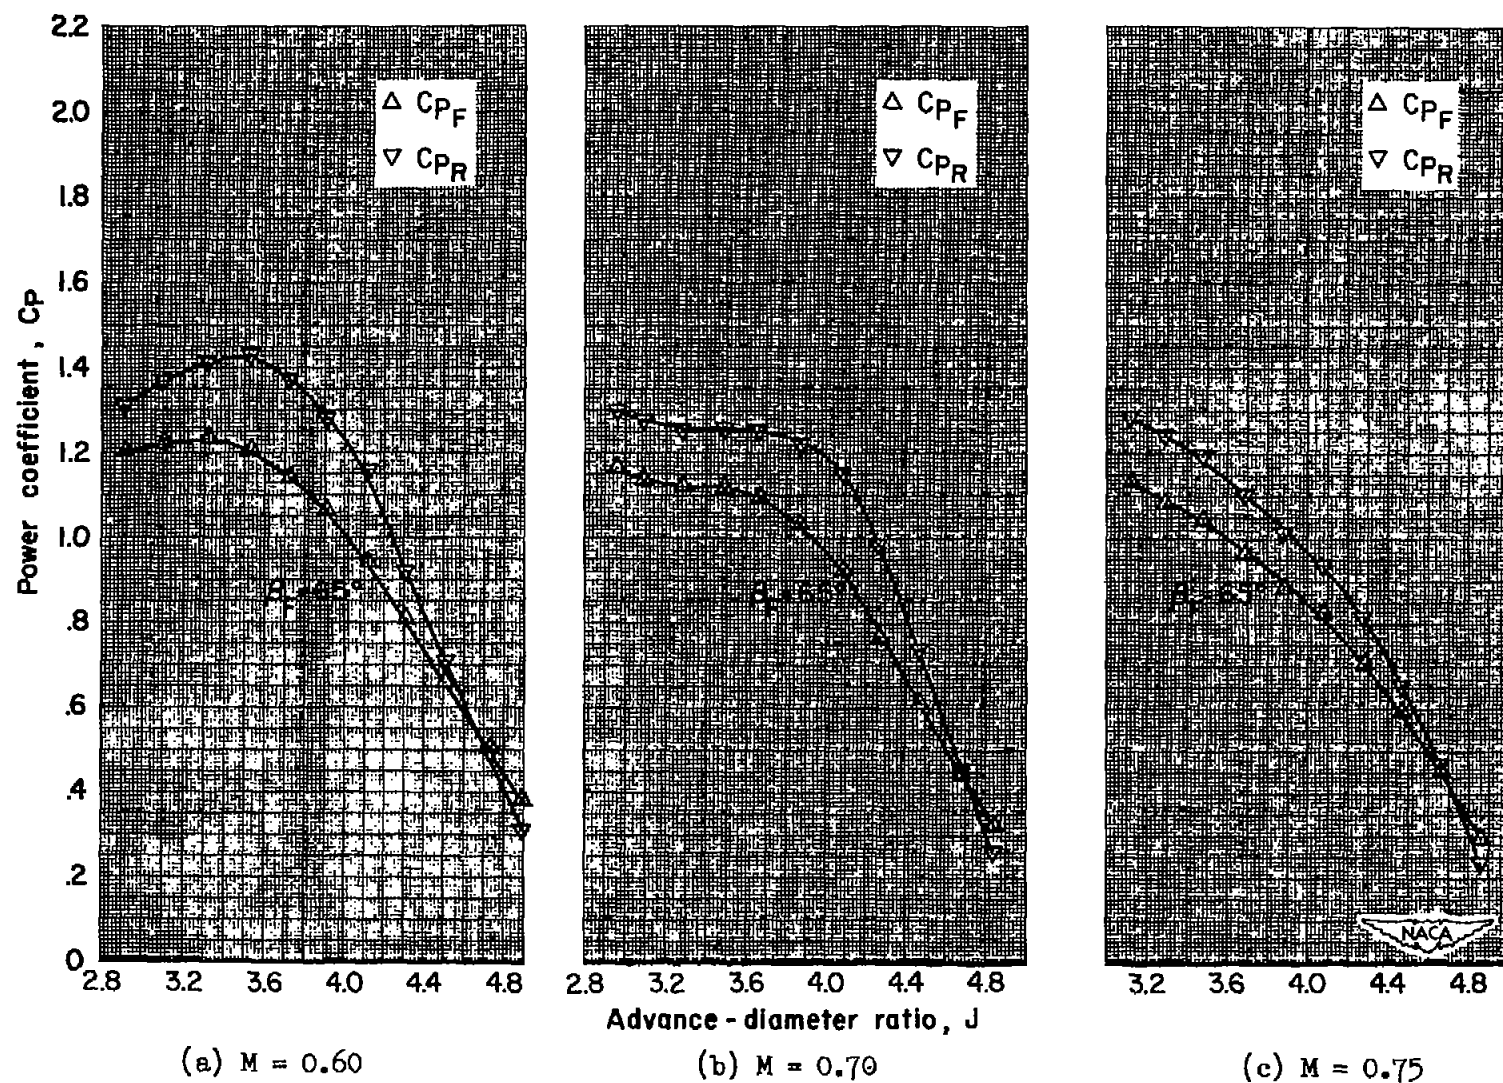 Power coefficient, CP
2.2
2.0
1.8
1.6
1.4
1.2
1.0
.8
.6
.4
.2
0
△ CPF
▽ CPR
βF=65°
2.8 3.2 3.6 4.0 4.4 4.8
△ CPF
▽ CPR
2.8 3.2 3.6 4.0 4.4 4.8
△ CPF
▽ CPR
NACA
3.2 3.6 4.0 4.4 4.8
Advance-diameter ratio, J
(a) M = 0.60
(b) M = 0.70
(c) M = 0.75